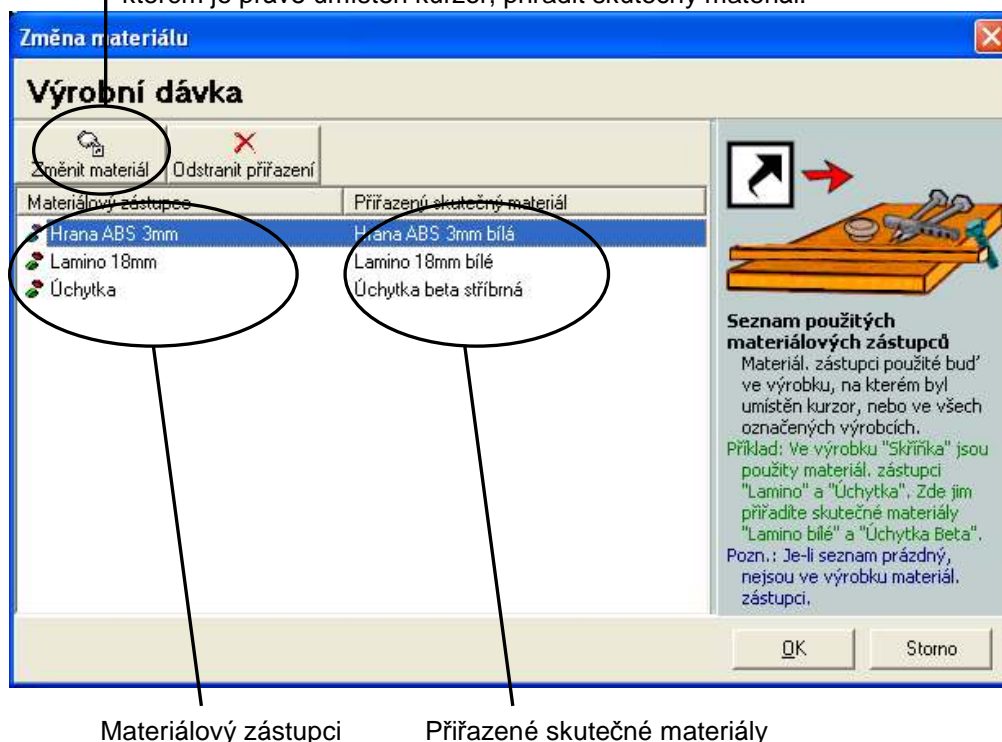 kterém je právě umístěn kurzor, přiřadit skutečný materiál.
Změna materiálu
Výrobní dávka
Změnit materiál Odstranit přiřazení
Materiálový zástupce Přiřazený skutečný materiál
Hrana ABS 3mm Hrana ABS 3mm bílá
Lamino 18mm Lamino 18mm bílé
Úchytka Úchytka beta stříbrná
Seznam použitých
materiálových zástupců
Materiál. zástupci použité buď
ve výrobku, na kterém byl
umístěn kurzor, nebo ve všech
označených výrobcích.
Příklad: Ve výrobku "Skříňka" jsou
použity materiál. zástupci
"Lamino" a "Úchytka". Zde jim
přiřadíte skutečné materiály
"Lamino bílé" a "Úchytka Beta".
Pozn.: Je-li seznam prázdný,
nejsou ve výrobku materiál.
zástupci.
OK Storno
Materiálový zástupci Přiřazené skutečné materiály